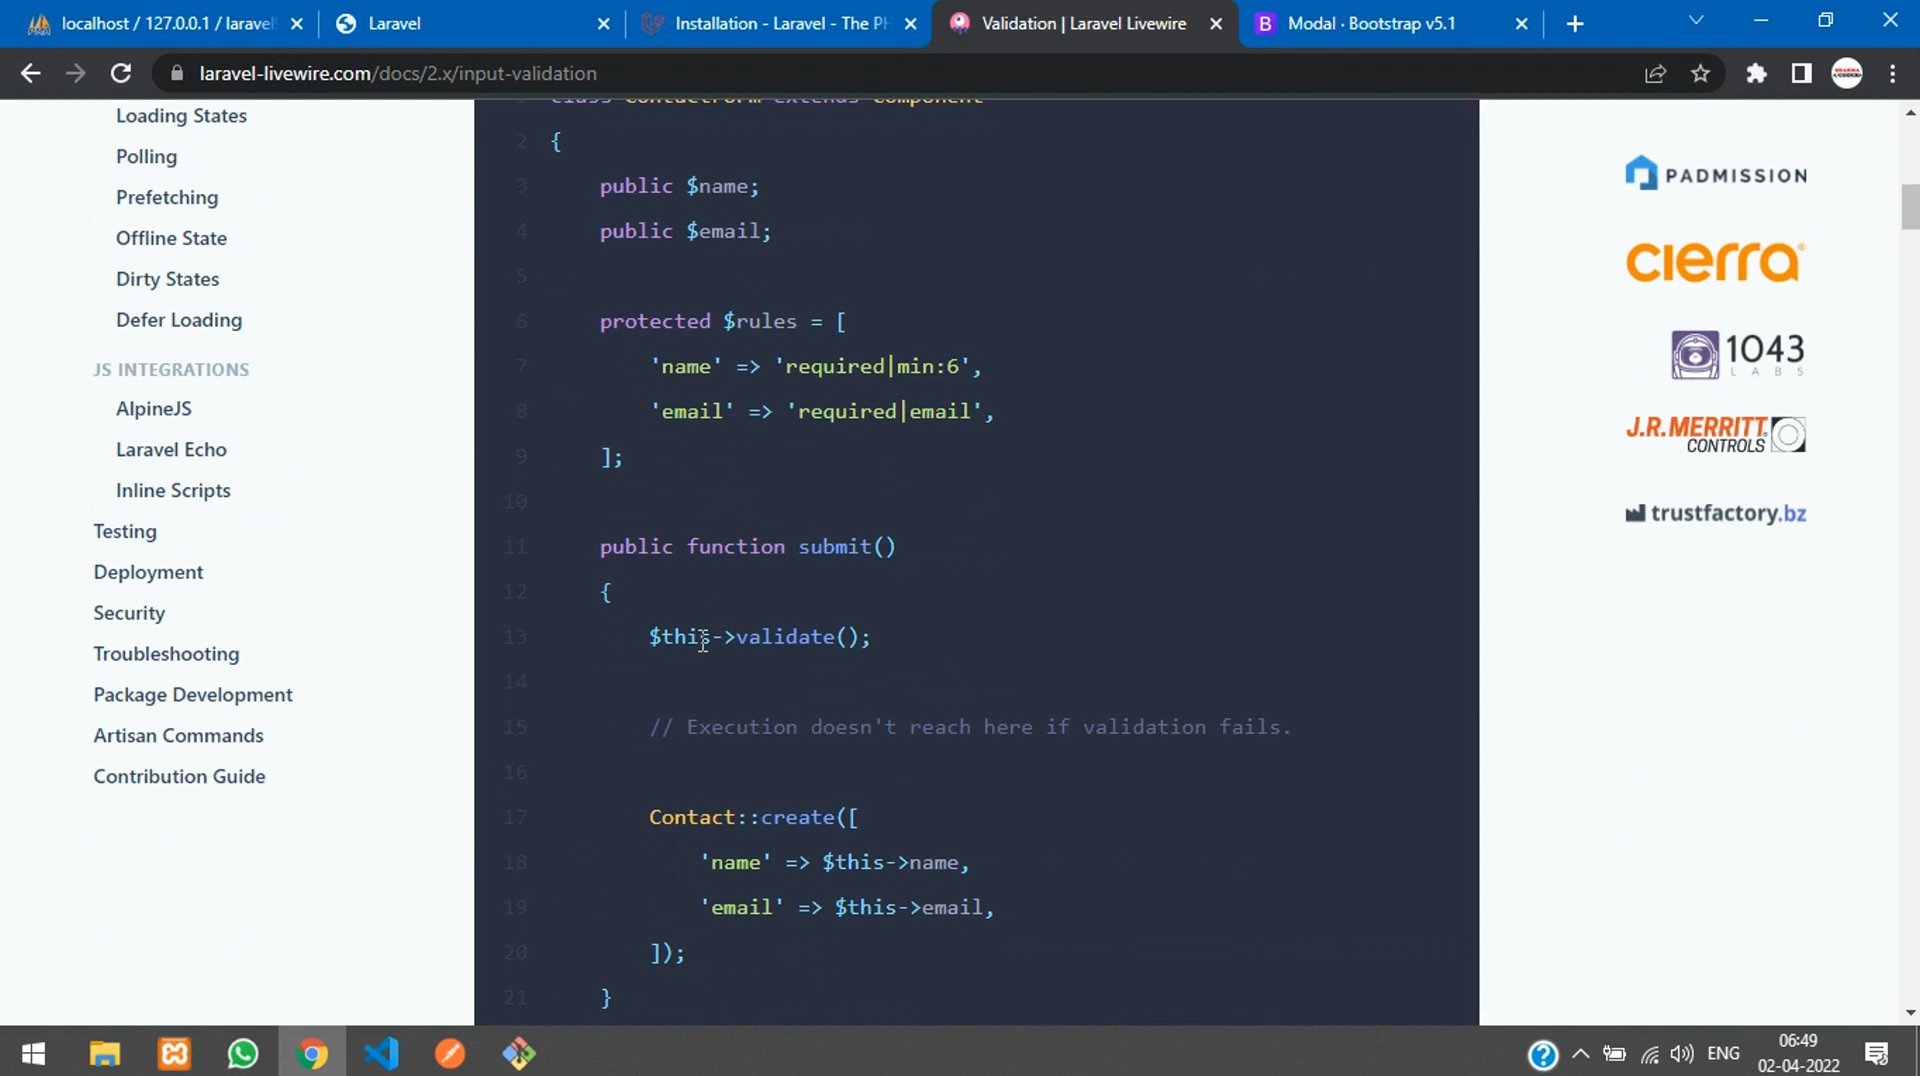 localhost / 127.0.0.1 / laravel
Laravel
Installation - Laravel - The PH
Validation | Laravel Livewire
B Modal · Bootstrap v5.1
laravel-livewire.com/docs/2.x/input-validation
Loading States
Polling
Prefetching
Offline State
Dirty States
Defer Loading
JS INTEGRATIONS
AlpineJS
Laravel Echo
Inline Scripts
Testing
Deployment
Security
Troubleshooting
Package Development
Artisan Commands
Contribution Guide
class ContactForm extends Component
2 {
3 public $name;
4 public $email;
5
6 protected $rules = [
7 'name' => 'required|min:6',
8 'email' => 'required|email',
9 ];
10
11 public function submit()
12 {
13 $this->validate();
14
15 // Execution doesn't reach here if validation fails.
16
17 Contact::create([
18 'name' => $this->name,
19 'email' => $this->email,
20 ]);
21 }
PADMISSION
cierra
1043
LABS
J.R.MERRITT
CONTROLS
trustfactory.bz
ENG
06:49
02-04-2022